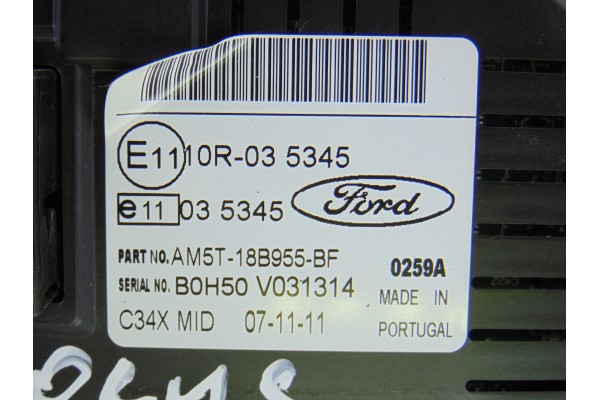 E11 10R-03 5345
e11 03 5345 Ford
PART NO. AM5T-18B955-BF 0259A
SERIAL NO. B0H50 V031314 MADE IN
C34X MID 07-11-11 PORTUGAL